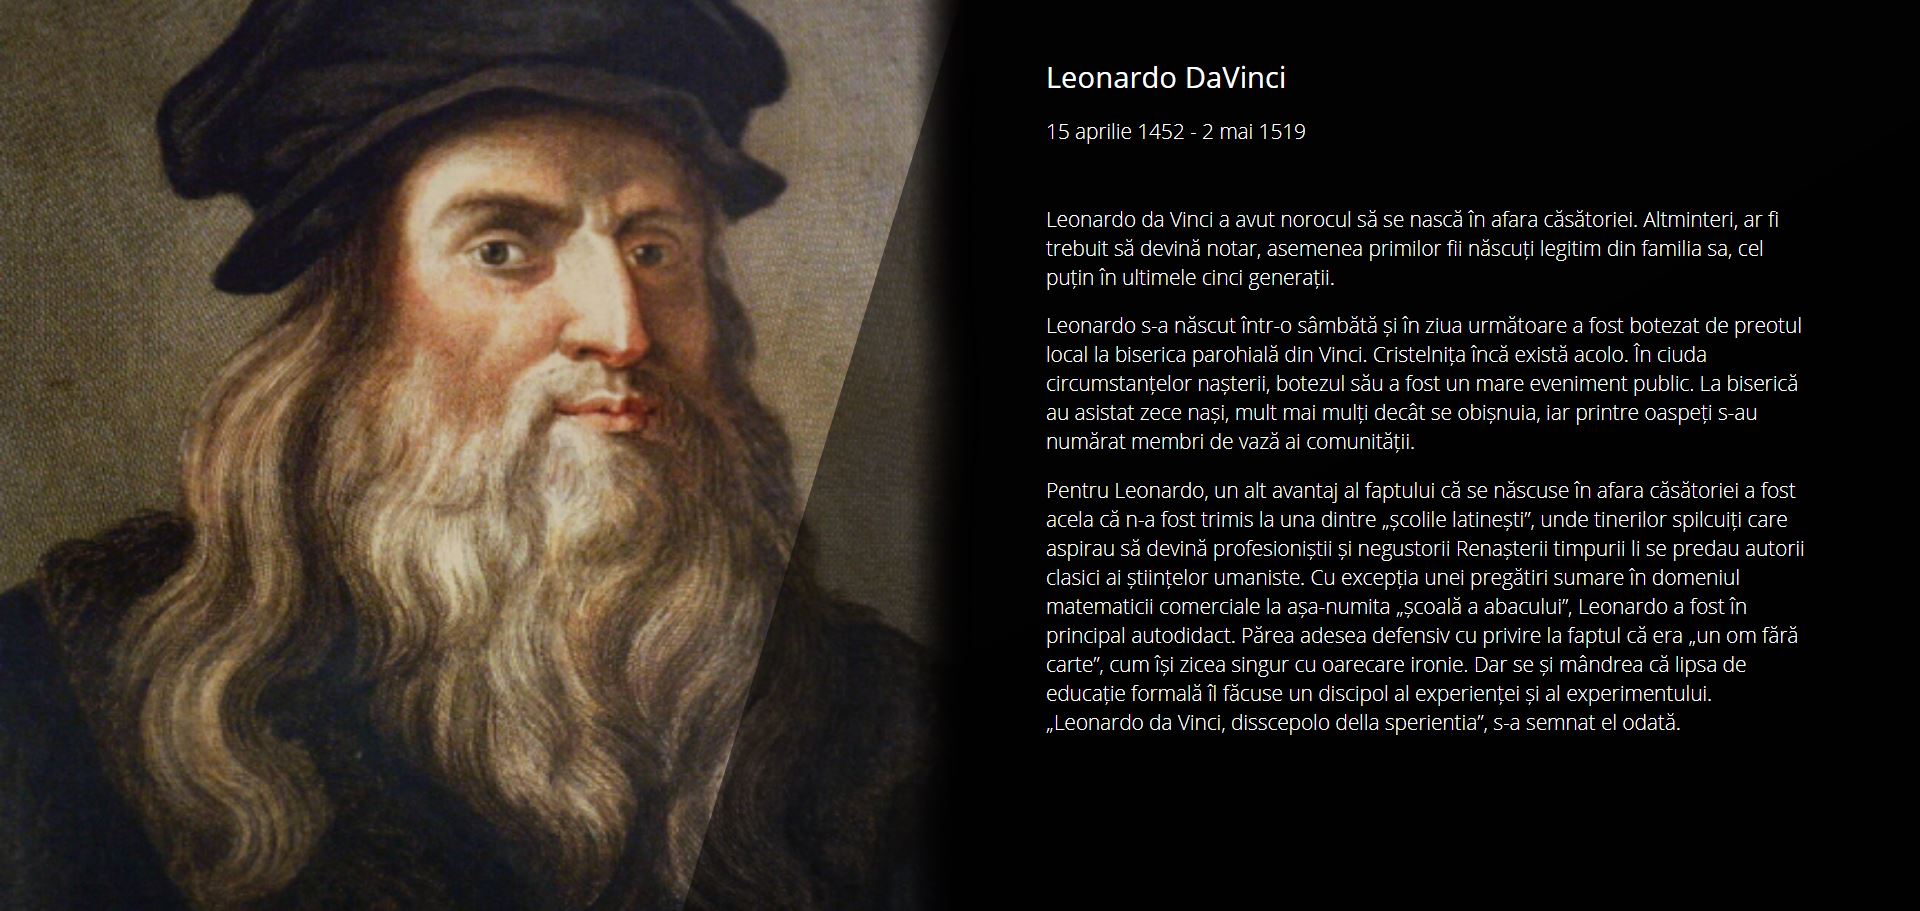 Leonardo DaVinci
15 aprilie 1452 - 2 mai 1519
Leonardo da Vinci a avut norocul să se nască în afara căsătoriei. Altminteri, ar fi
trebuit să devină notar, asemenea primilor fii născuți legitim din familia sa, cel
puțin în ultimele cinci generații.
Leonardo s-a născut într-o sâmbătă și în ziua următoare a fost botezat de preotul
local la biserica parohială din Vinci. Cristelnița încă există acolo. În ciuda
circumstanțelor nașterii, botezul său a fost un mare eveniment public. La biserică
au asistat zece nași, mult mai mulți decât se obișnuia, iar printre oaspeți s-au
numărat membri de vază ai comunității.
Pentru Leonardo, un alt avantaj al faptului că se născuse în afara căsătoriei a fost
acela că n-a fost trimis la una dintre „școlile latinești”, unde tinerilor spilcuiți care
aspirau să devină profesioniștii și negustorii Renașterii timpurii li se predau autorii
clasici ai științelor umaniste. Cu excepția unei pregătiri sumare în domeniul
matematicii comerciale la așa-numita „școală a abacului”, Leonardo a fost în
principal autodidact. Părea adesea defensiv cu privire la faptul că era „un om fără
carte”, cum își zicea singur cu oarecare ironie. Dar se și mândrea că lipsa de
educație formală îl făcuse un discipol al experienței și al experimentului.
„Leonardo da Vinci, disscepolo della sperientia”, s-a semnat el odată.